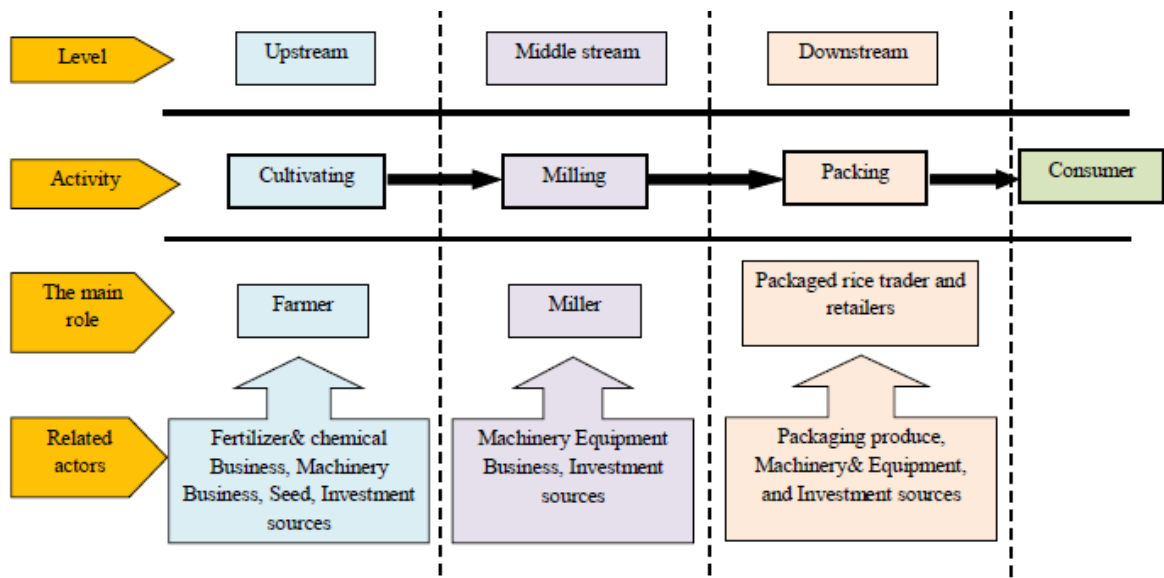 Level
Upstream
Middle stream
Downstream
Activity
Cultivating
Milling
Packing
Consumer
The main
role
Farmer
Miller
Packaged rice trader and
retailers
Related
actors
Fertilizer& chemical
Business, Machinery
Business, Seed, Investment
sources
Machinery Equipment
Business, Investment
sources
Packaging produce,
Machinery& Equipment,
and Investment sources